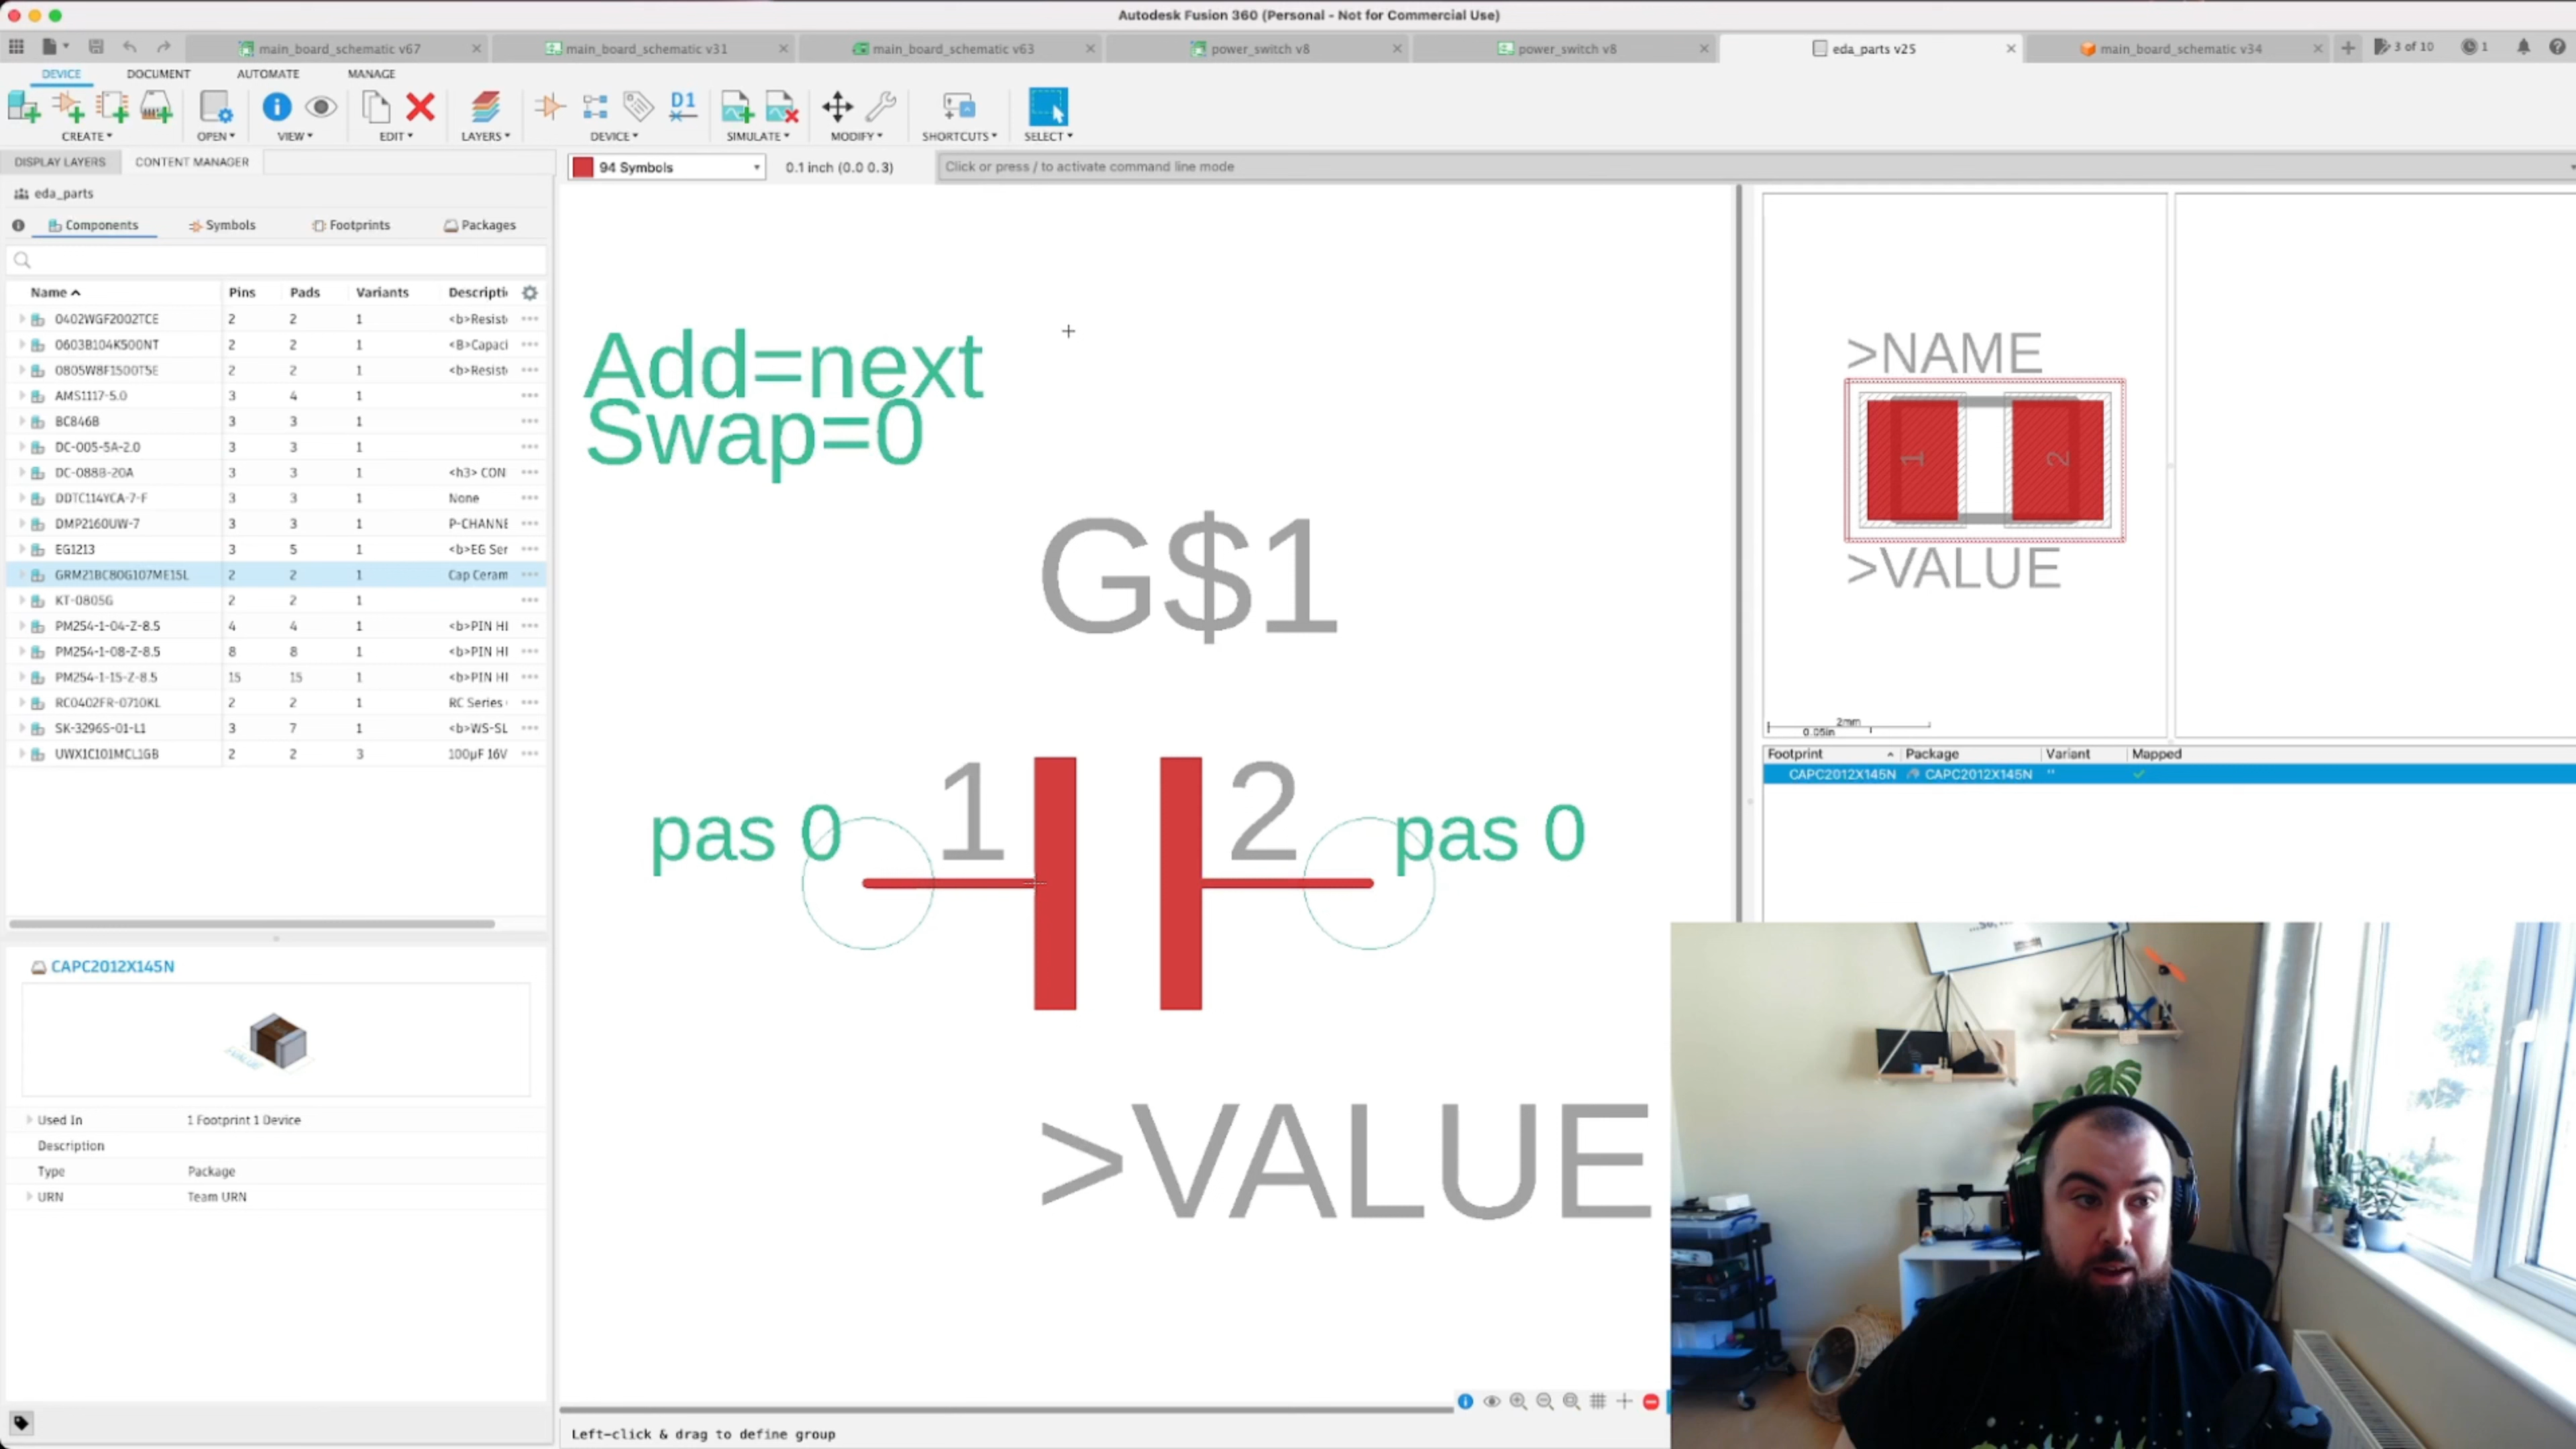 Autodesk Fusion 360 (Personal - Not for Commercial Use)
main_board_schematic v67
main_board_schematic v31
main_board_schematic v63
power_switch v8
power_switch v8
eda_parts v25
main_board_schematic v34
3 of 10
1
DEVICE
DOCUMENT
AUTOMATE
MANAGE
D1
CREATE
OPEN
VIEW
EDIT
LAYERS
DEVICE
SIMULATE
MODIFY
SHORTCUTS
SELECT
DISPLAY LAYERS
CONTENT MANAGER
94 Symbols
0.1 inch (0.0 0.3)
Click or press / to activate command line mode
eda_parts
Components
Symbols
Footprints
Packages
Name Pins Pads Variants Descripti
0402WGF2002TCE 2 2 1 <b>Resist
0603B104K500NT 2 2 1 <B>Capaci
0805W8F1500T5E 2 2 1 <b>Resist
AMS1117-5.0 3 4 1
BC846B 3 3 1
DC-005-5A-2.0 3 3 1
DC-088B-20A 3 3 1 <h3> CON
DDTC114YCA-7-F 3 3 1 None
DMP2160UW-7 3 3 1 P-CHANNE
EG1213 3 5 1 <b>EG Ser
GRM21BC80G107ME15L 2 2 1 Cap Ceram
KT-0805G 2 2 1
PM254-1-04-Z-8.5 4 4 1 <b>PIN HI
PM254-1-08-Z-8.5 8 8 1 <b>PIN HI
PM254-1-15-Z-8.5 15 15 1 <b>PIN HI
RC0402FR-0710KL 2 2 1 RC Series
SK-3296S-01-L1 3 7 1 <b>WS-SL
UWX1C101MCL1GB 2 2 3 100µF 16V
CAPC2012X145N
Used In 1 Footprint 1 Device
Description
Type Package
URN Team URN
Add=next
Swap=0
G$1
1
2
pas 0
pas 0
>VALUE
Left-click & drag to define group
>NAME
1
2
>VALUE
2mm
0.05in
Footprint Package Variant Mapped
CAPC2012X145N CAPC2012X145N ''